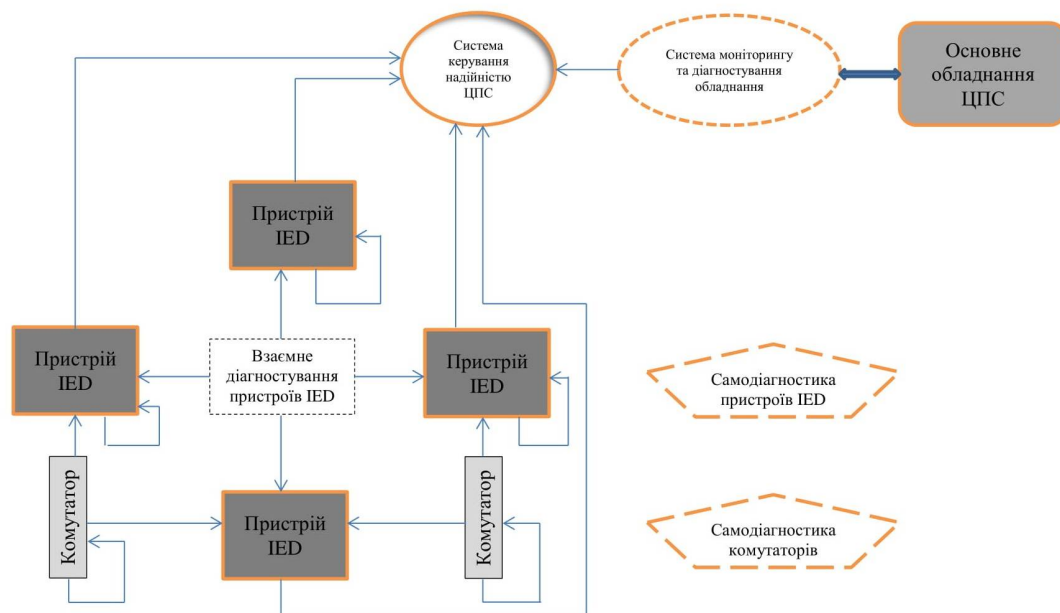 Система
керування
надійністю
ЦПС
Система моніторингу
та діагностування
обладнання
Основне
обладнання
ЦПС
Пристрій
IED
Пристрій
IED
Взаємне
діагностування
пристроїв IED
Пристрій
IED
Самодіагностика
пристроїв IED
Комутатор
Пристрій
IED
Комутатор
Самодіагностика
комутаторів